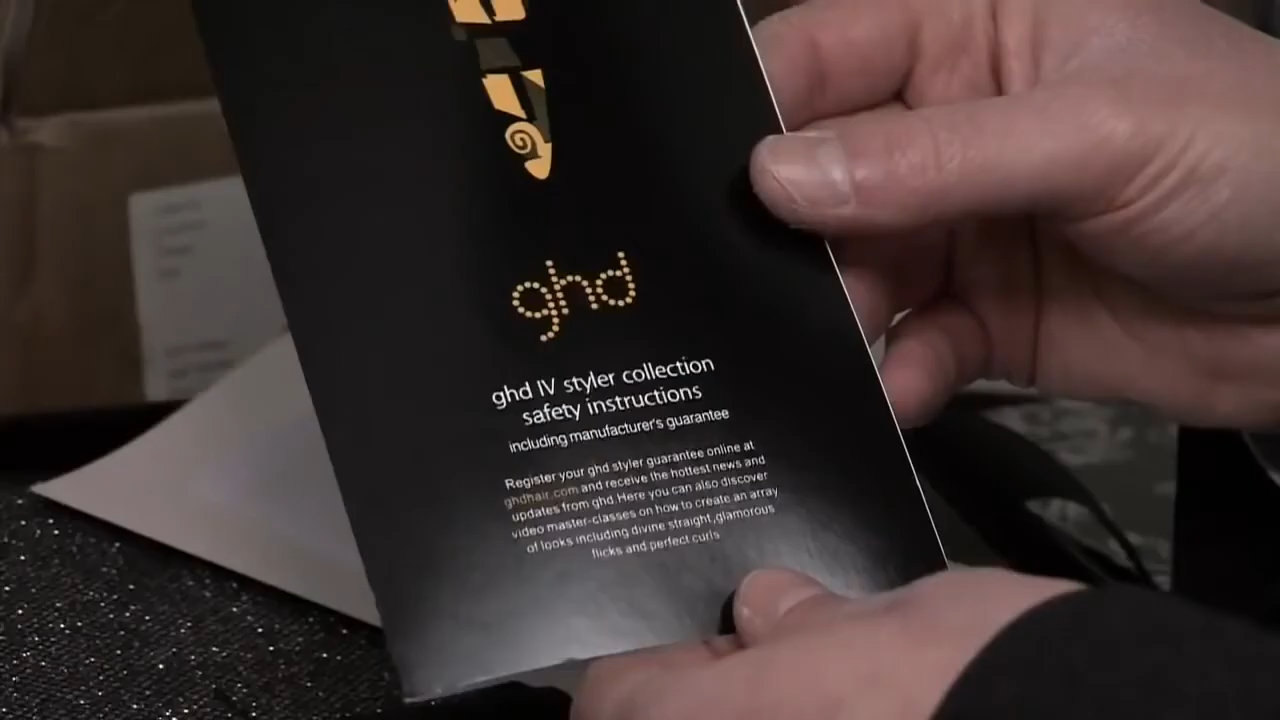 ghd
ghd IV styler collection
safety instructions
including manufacturer's guarantee
Register your ghd styler guarantee online at
ghdhair.com and receive the hottest news and
updates from ghd. Here you can also discover
video master-classes on how to create an array
of looks including divine straight, glamorous
flicks and perfect curls